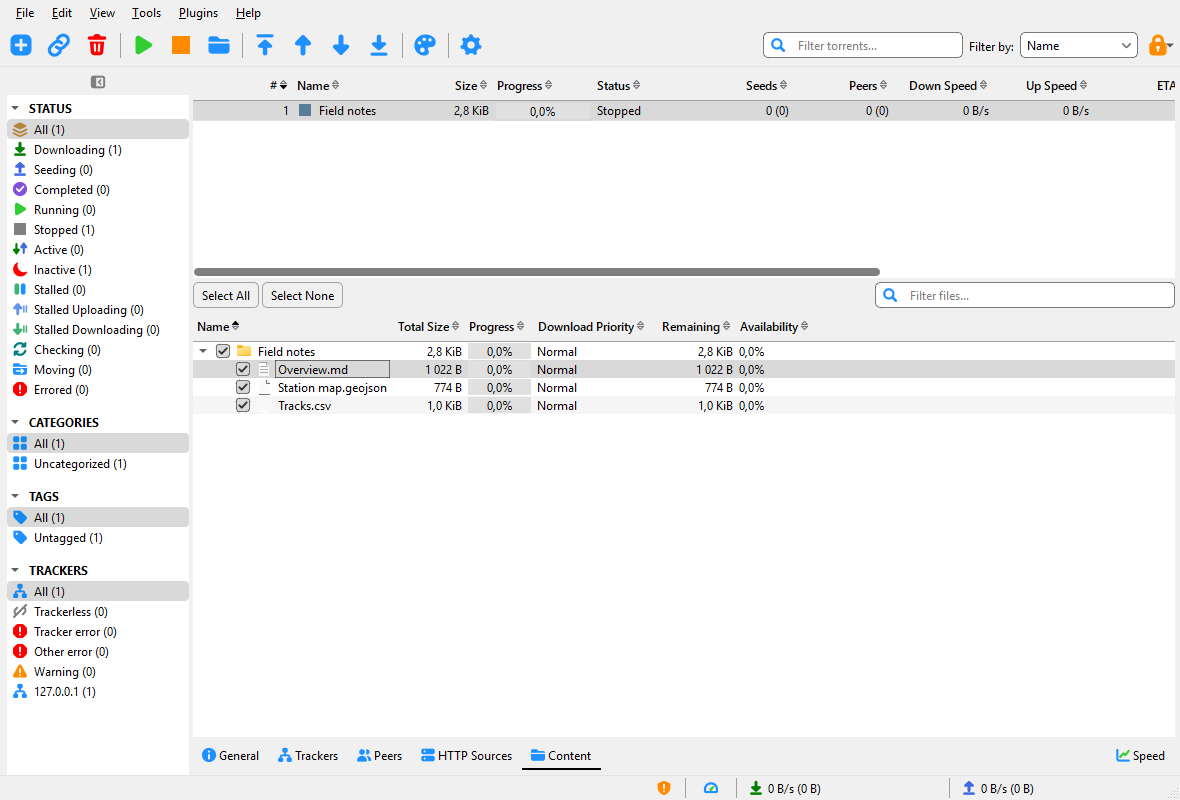 File Edit View Tools Plugins Help
Filter torrents... Filter by: Name
# Name Size Progress Status Seeds Peers Down Speed Up Speed ETA
1 Field notes 2,8 KiB 0,0% Stopped 0 (0) 0 (0) 0 B/s 0 B/s
STATUS
All (1)
Downloading (1)
Seeding (0)
Completed (0)
Running (0)
Stopped (1)
Active (0)
Inactive (1)
Stalled (0)
Stalled Uploading (0)
Stalled Downloading (0)
Checking (0)
Moving (0)
Errored (0)
CATEGORIES
All (1)
Uncategorized (1)
TAGS
All (1)
Untagged (1)
TRACKERS
All (1)
Trackerless (0)
Tracker error (0)
Other error (0)
Warning (0)
127.0.0.1 (1)
Select All Select None Filter files...
Name Total Size Progress Download Priority Remaining Availability
Field notes 2,8 KiB 0,0% Normal 2,8 KiB 0,0%
Overview.md 1 022 B 0,0% Normal 1 022 B 0,0%
Station map.geojson 774 B 0,0% Normal 774 B 0,0%
Tracks.csv 1,0 KiB 0,0% Normal 1,0 KiB 0,0%
General Trackers Peers HTTP Sources Content Speed
0 B/s (0 B) 0 B/s (0 B)